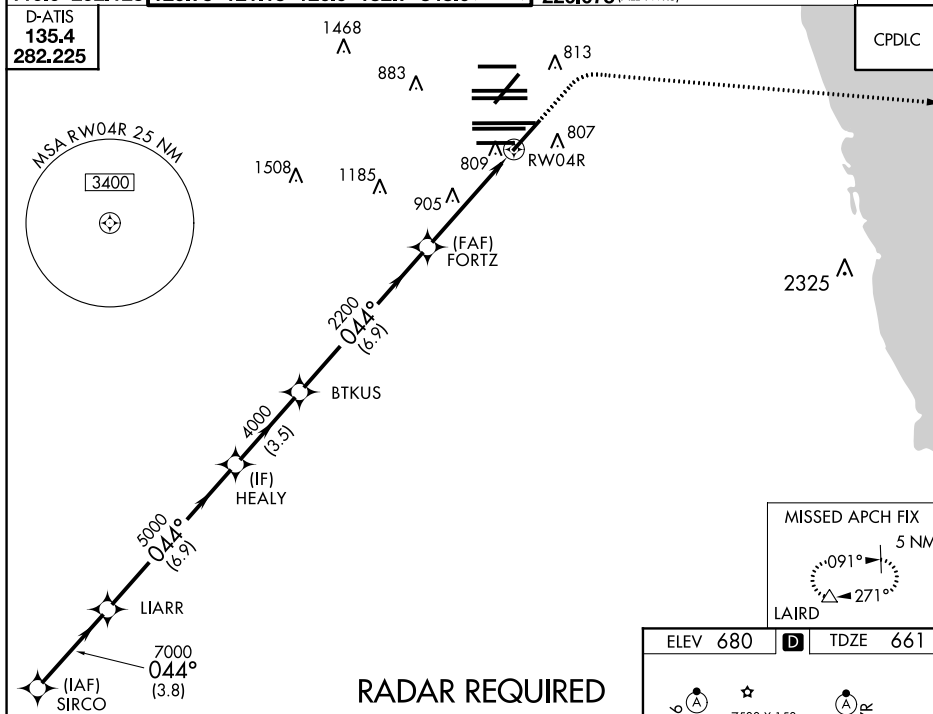 D-ATIS
135.4
282.225
CPDLC
1468
883
813
MSA RW04R 25 NM
3400
1508
1185
905
809
807
RW04R
(FAF)
FORTZ
2325
2200
044°
(6.9)
BTKUS
4000
(3.5)
(IF)
HEALY
5000
044°
(6.9)
LIARR
7000
044°
(3.8)
(IAF)
SIRCO
RADAR REQUIRED
MISSED APCH FIX
5 NM
091°
271°
LAIRD
ELEV 680
D
TDZE 661
A
A